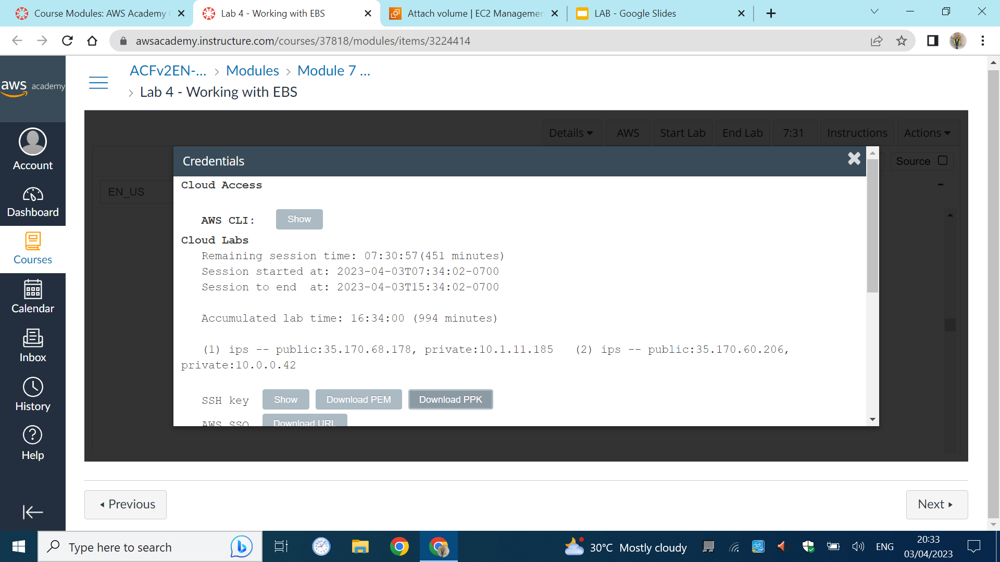 Course Modules: AWS Academy
Lab 4 - Working with EBS
Attach volume | EC2 Managemen
LAB - Google Slides
awsacademy.instructure.com/courses/37818/modules/items/3224414
aws academy
ACFv2EN-... > Modules > Module 7 ...
> Lab 4 - Working with EBS
Account
Dashboard
Courses
Calendar
Inbox
History
Help
Details
AWS
Start Lab
End Lab
7:31
Instructions
Actions
Source
EN_US
Credentials
Cloud Access
AWS CLI: Show
Cloud Labs
Remaining session time: 07:30:57(451 minutes)
Session started at: 2023-04-03T07:34:02-0700
Session to end  at: 2023-04-03T15:34:02-0700
Accumulated lab time: 16:34:00 (994 minutes)
(1) ips -- public:35.170.68.178, private:10.1.11.185   (2) ips -- public:35.170.60.206,
private:10.0.0.42
SSH key Show Download PEM Download PPK
AWS SSO Download URL
Previous
Next
Type here to search
30°C Mostly cloudy
ENG
20:33
03/04/2023